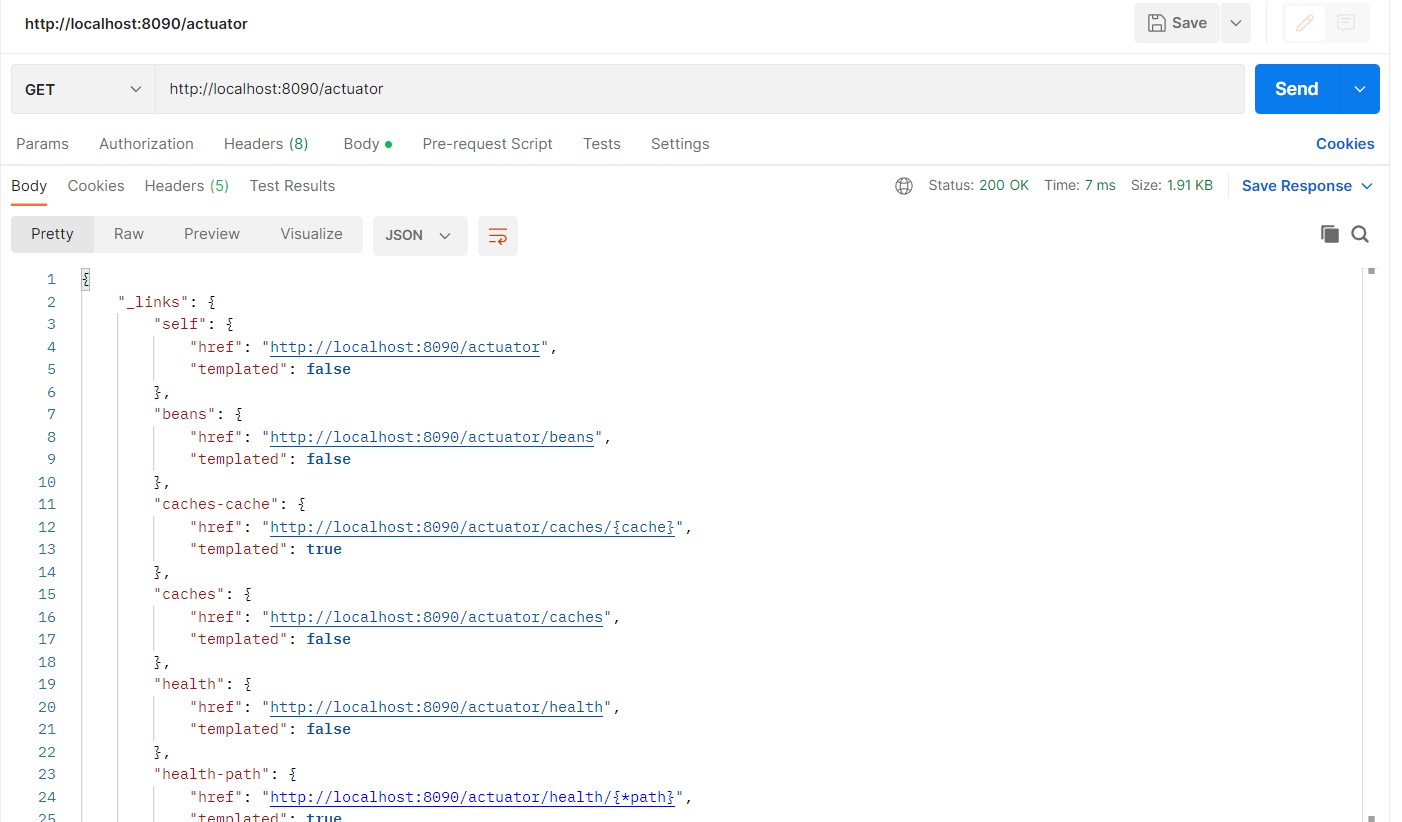 http://localhost:8090/actuator
Save
GET
http://localhost:8090/actuator
Send
Params Authorization Headers (8) Body Pre-request Script Tests Settings Cookies
Body Cookies Headers (5) Test Results Status: 200 OK Time: 7 ms Size: 1.91 KB Save Response
Pretty Raw Preview Visualize JSON
1 {
2 "_links": {
3 "self": {
4 "href": "http://localhost:8090/actuator",
5 "templated": false
6 },
7 "beans": {
8 "href": "http://localhost:8090/actuator/beans",
9 "templated": false
10 },
11 "caches-cache": {
12 "href": "http://localhost:8090/actuator/caches/{cache}",
13 "templated": true
14 },
15 "caches": {
16 "href": "http://localhost:8090/actuator/caches",
17 "templated": false
18 },
19 "health": {
20 "href": "http://localhost:8090/actuator/health",
21 "templated": false
22 },
23 "health-path": {
24 "href": "http://localhost:8090/actuator/health/{*path}",
25 "templated": true